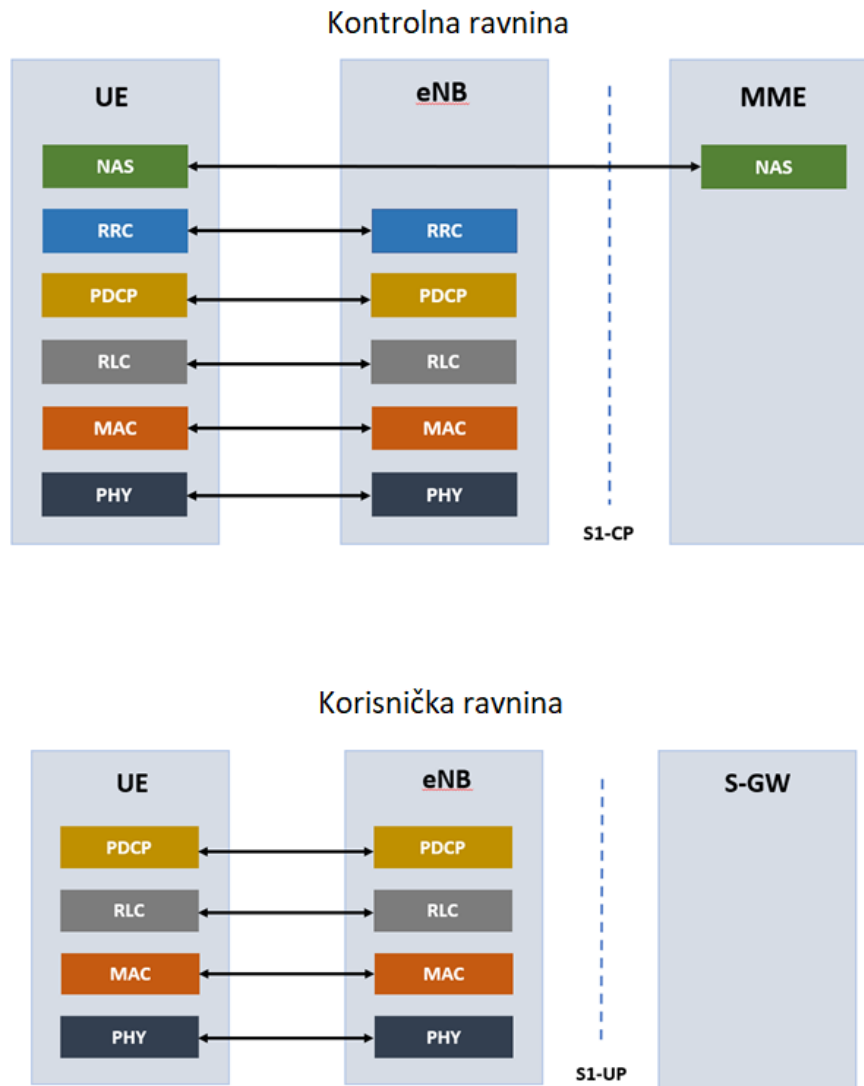 Kontrolna ravnina
UE
eNB
MME
NAS
NAS
RRC
RRC
PDCP
PDCP
RLC
RLC
MAC
MAC
PHY
PHY
S1-CP
Korisnička ravnina
UE
eNB
S-GW
PDCP
PDCP
RLC
RLC
MAC
MAC
PHY
PHY
S1-UP